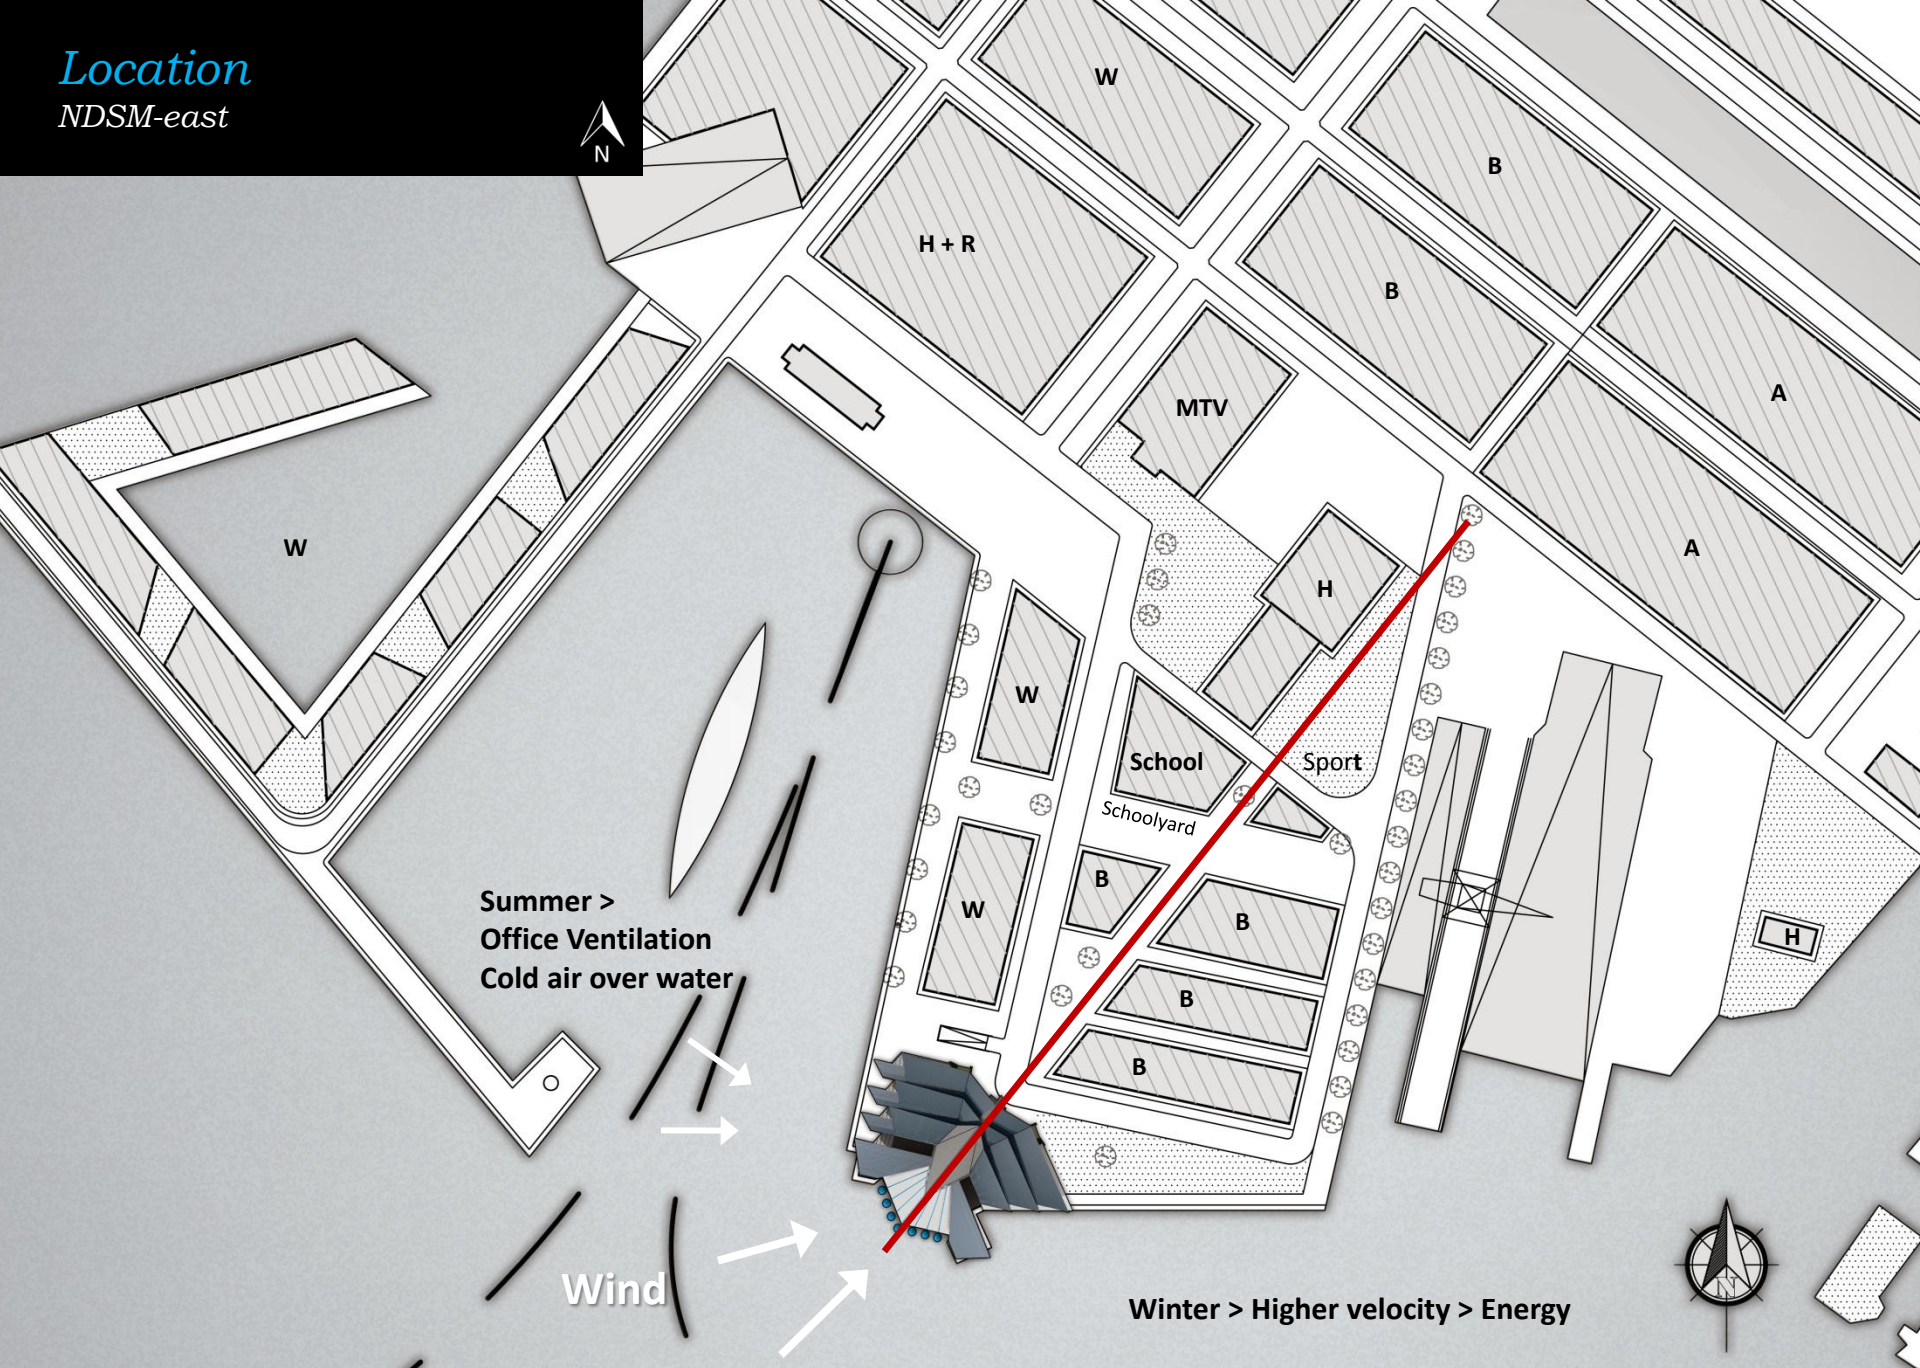 Location
NDSM-east
N
W
B
H + R
B
A
MTV
W
A
H
W
School
Sport
Schoolyard
B
Summer >
Office Ventilation
Cold air over water
W
B
H
B
B
Wind
N
Winter > Higher velocity > Energy